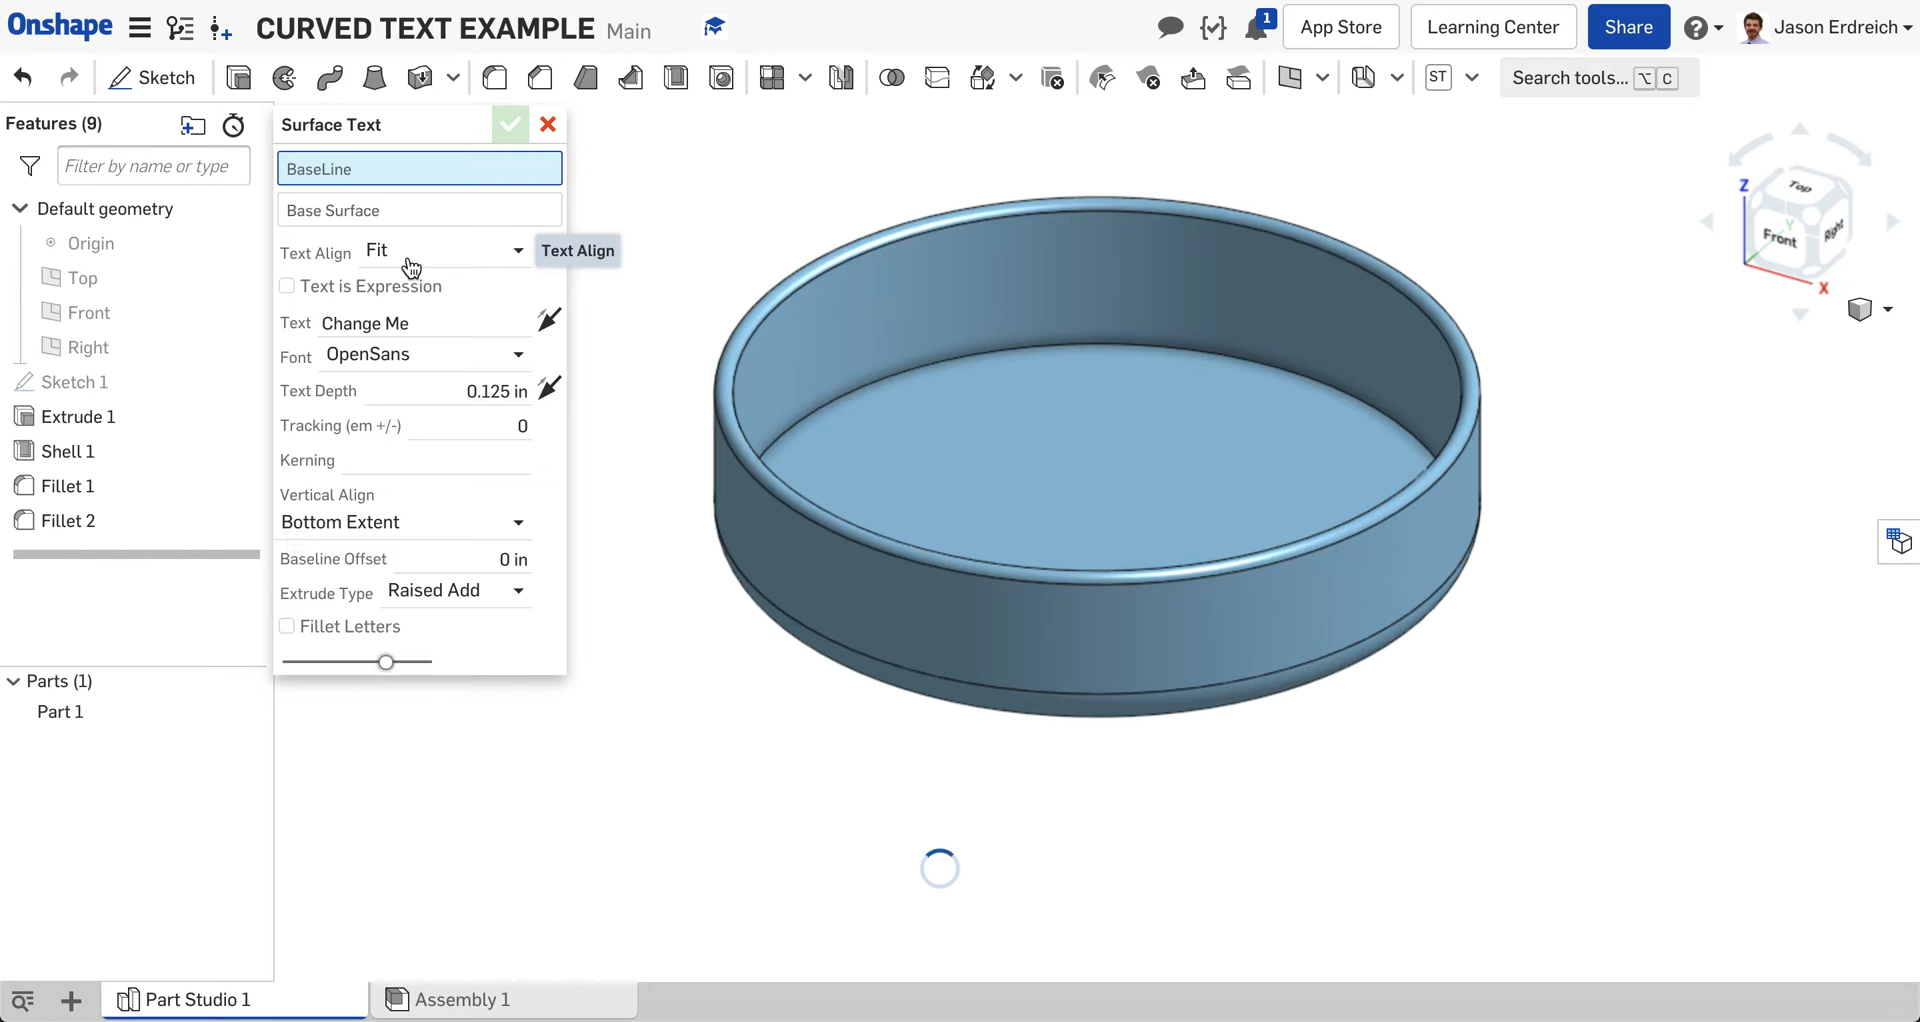 Onshape CURVED TEXT EXAMPLE Main 1 App Store Learning Center Share Jason Erdreich
Sketch ST Search tools... ⌥ C
Features (9)
Filter by name or type
Default geometry
Origin
Top
Front
Right
Sketch 1
Extrude 1
Shell 1
Fillet 1
Fillet 2
Parts (1)
Part 1
Surface Text
BaseLine
Base Surface
Text Align Fit
Text Align
Text is Expression
Text Change Me
Font OpenSans
Text Depth 0.125 in
Tracking (em +/-) 0
Kerning
Vertical Align
Bottom Extent
Baseline Offset 0 in
Extrude Type Raised Add
Fillet Letters
Z
Top
Y
Front
Right
X
Part Studio 1
Assembly 1